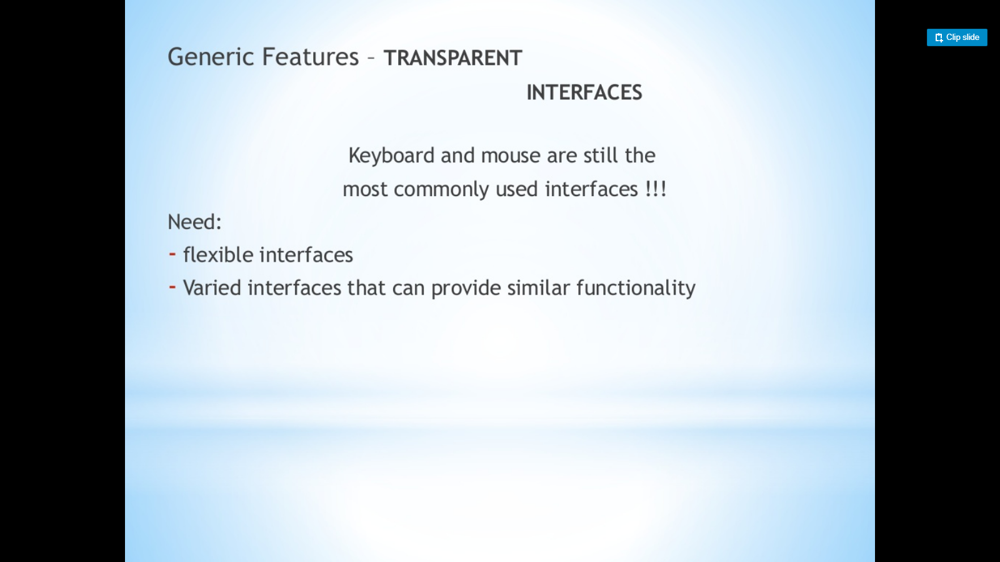 Clip slide
Generic Features – TRANSPARENT
INTERFACES
Keyboard and mouse are still the
most commonly used interfaces !!!
Need:
- flexible interfaces
- Varied interfaces that can provide similar functionality